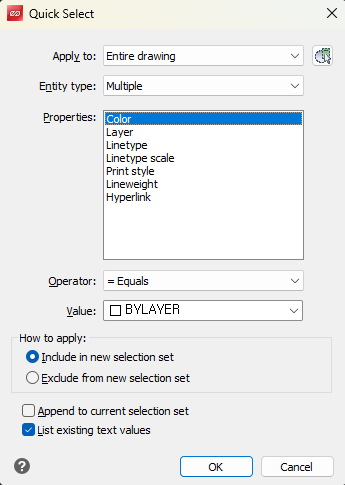 Quick Select
Apply to: Entire drawing
Entity type: Multiple
Properties: Color
Layer
Linetype
Linetype scale
Print style
Lineweight
Hyperlink
Operator: = Equals
Value: BYLAYER
How to apply:
Include in new selection set
Exclude from new selection set
Append to current selection set
List existing text values
? OK Cancel